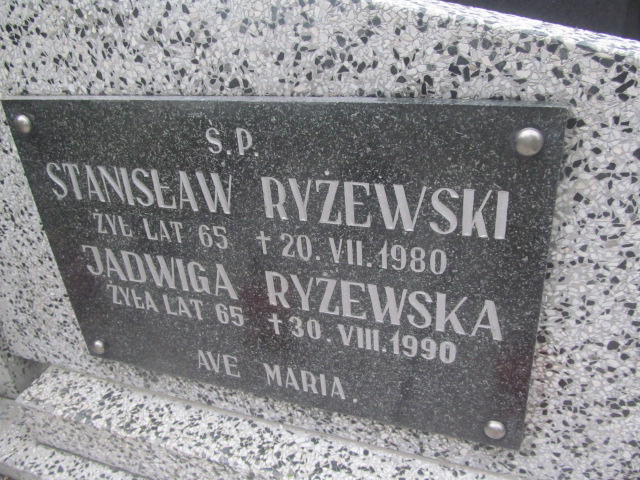 Ś.P.
STANISŁAW RYŻEWSKI
ŻYŁ LAT 65 † 20. VII. 1980
JADWIGA RYŻEWSKA
ŻYŁA LAT 65 † 30. VIII. 1990
AVE MARIA.